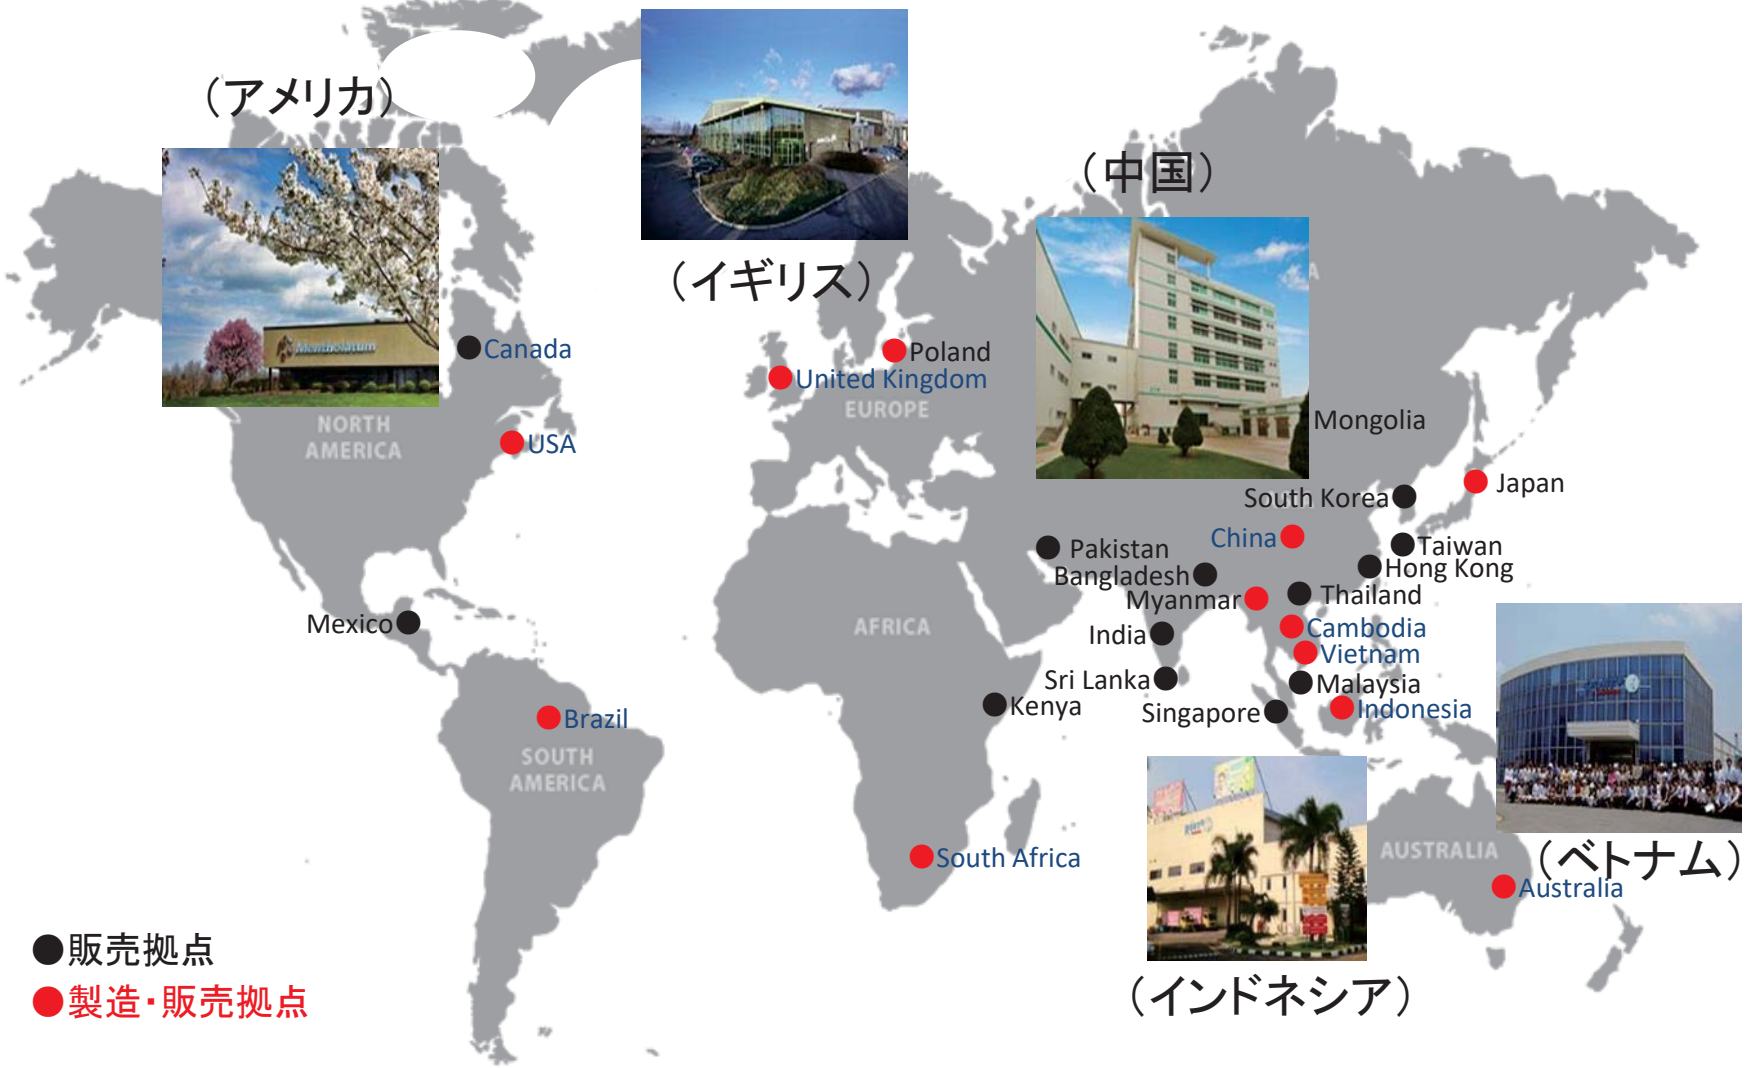 （アメリカ）
（中国）
（イギリス）
Mentholatum
Canada
Poland
United Kingdom
EUROPE
NORTH
AMERICA
Mongolia
USA
South Korea
Japan
China
Pakistan
Taiwan
Bangladesh
Hong Kong
Myanmar
Thailand
Mexico
AFRICA
India
Cambodia
Vietnam
Sri Lanka
Malaysia
Kenya
Singapore
Indonesia
Brazil
SOUTH
AMERICA
AUSTRALIA
（ベトナム）
South Africa
Australia
●販売拠点
（インドネシア）
●製造・販売拠点